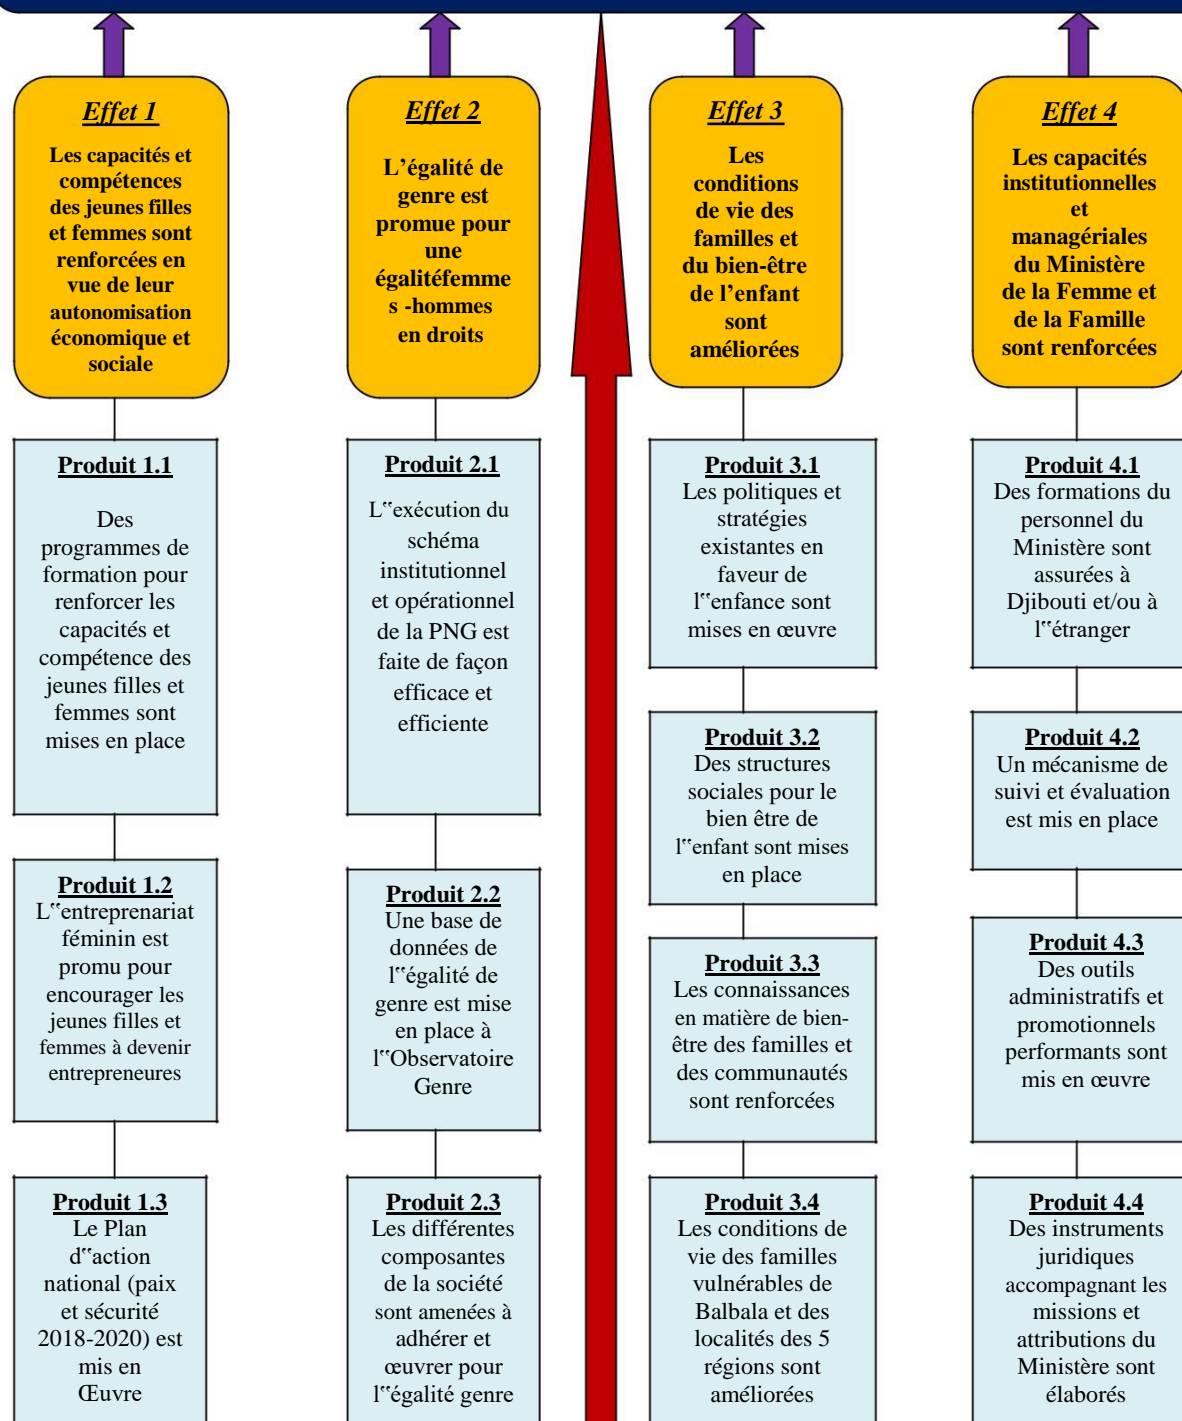 Effet 1
Les capacités et
compétences
des jeunes filles
et femmes sont
renforcées en
vue de leur
autonomisation
économique et
sociale
Produit 1.1
Des
programmes de
formation pour
renforcer les
capacités et
compétence des
jeunes filles et
femmes sont
mises en place
Produit 1.2
L‟entreprenariat
féminin est
promu pour
encourager les
jeunes filles et
femmes à devenir
entrepreneures
Produit 1.3
Le Plan
d‟action
national (paix
et sécurité
2018-2020) est
mis en
Œuvre
Effet 2
L’égalité de
genre est
promue pour
une
égalitéfemme
s -hommes
en droits
Produit 2.1
L‟exécution du
schéma
institutionnel
et opérationnel
de la PNG est
faite de façon
efficace et
efficiente
Produit 2.2
Une base de
données de
l‟égalité de
genre est mise
en place à
l‟Observatoire
Genre
Produit 2.3
Les différentes
composantes
de la société
sont amenées à
adhérer et
œuvrer pour
l‟égalité genre
Effet 3
Les
conditions
de vie des
familles et
du bien-être
de l’enfant
sont
améliorées
Produit 3.1
Les politiques et
stratégies
existantes en
faveur de
l‟enfance sont
mises en œuvre
Produit 3.2
Des structures
sociales pour le
bien être de
l‟enfant sont mises
en place
Produit 3.3
Les connaissances
en matière de bien-
être des familles et
des communautés
sont renforcées
Produit 3.4
Les conditions de
vie des familles
vulnérables de
Balbala et des
localités des 5
régions sont
améliorées
Effet 4
Les capacités
institutionnelles
et
managériales
du Ministère
de la Femme et
de la Famille
sont renforcées
Produit 4.1
Des formations du
personnel du
Ministère sont
assurées à
Djibouti et/ou à
l‟étranger
Produit 4.2
Un mécanisme de
suivi et évaluation
est mis en place
Produit 4.3
Des outils
administratifs et
promotionnels
performants sont
mis en œuvre
Produit 4.4
Des instruments
juridiques
accompagnant les
missions et
attributions du
Ministère sont
élaborés